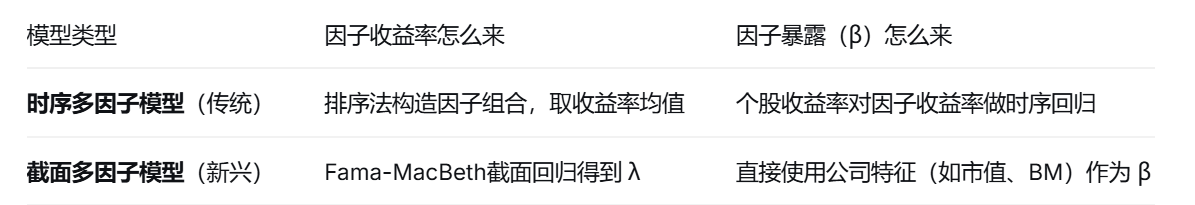 模型类型 因子收益率怎么来 因子暴露（β）怎么来
时序多因子模型（传统） 排序法构造因子组合，取收益率均值 个股收益率对因子收益率做时序回归
截面多因子模型（新兴） Fama-MacBeth截面回归得到 λ 直接使用公司特征（如市值、BM）作为 β